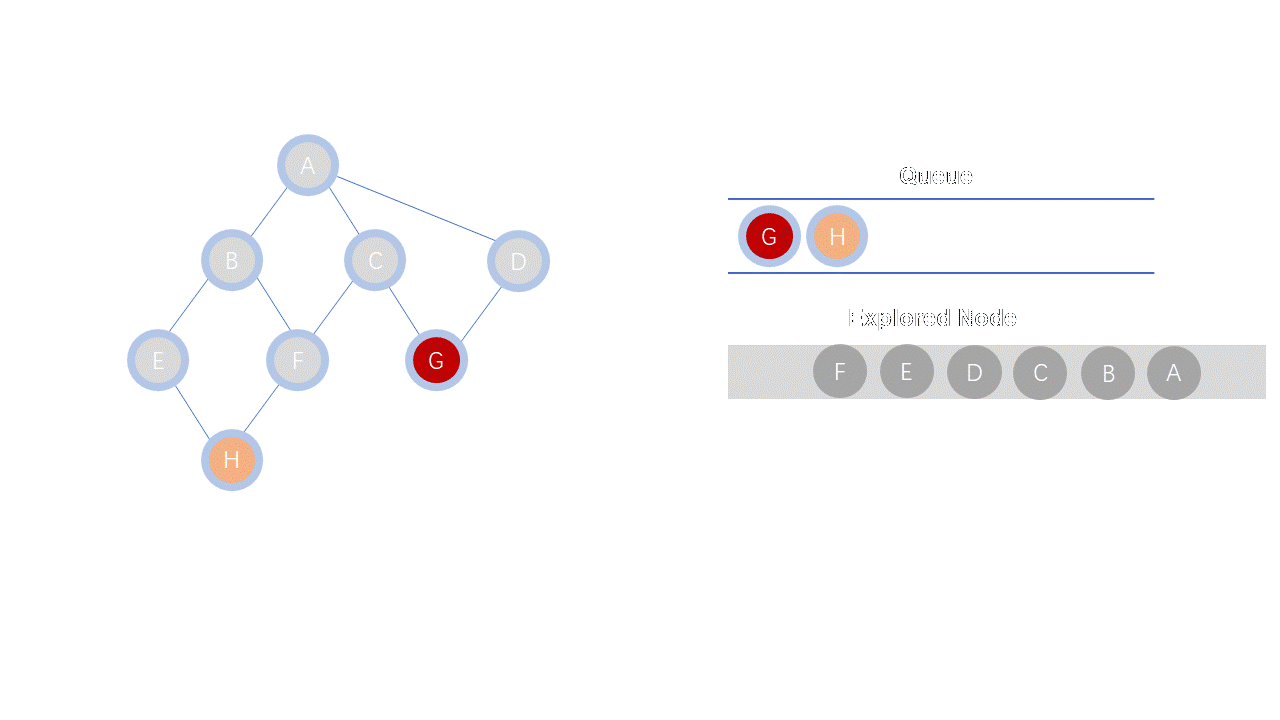 A
B C D
E F G
H
Queue
G H
Explored Node
F E D C B A